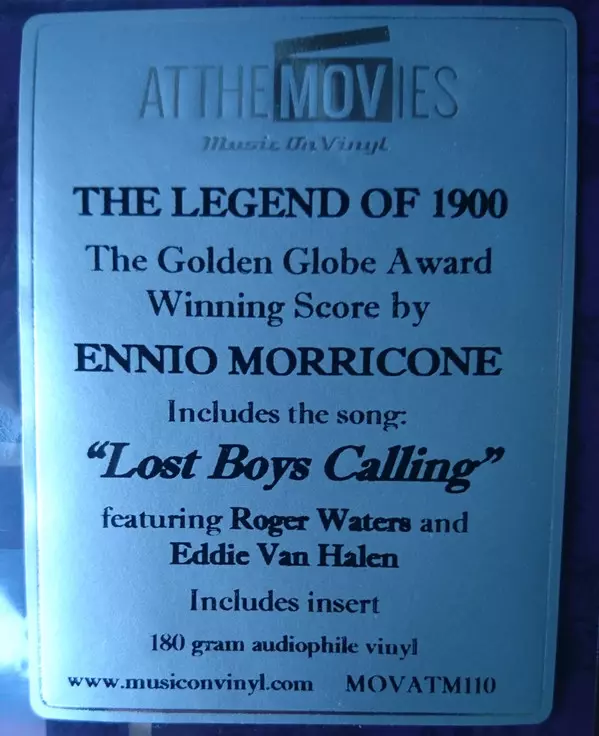 ATTHEMOVIES
Music On Vinyl
THE LEGEND OF 1900
The Golden Globe Award
Winning Score by
ENNIO MORRICONE
Includes the song:
“Lost Boys Calling”
featuring Roger Waters and
Eddie Van Halen
Includes insert
180 gram audiophile vinyl
www.musiconvinyl.com MOVATM110